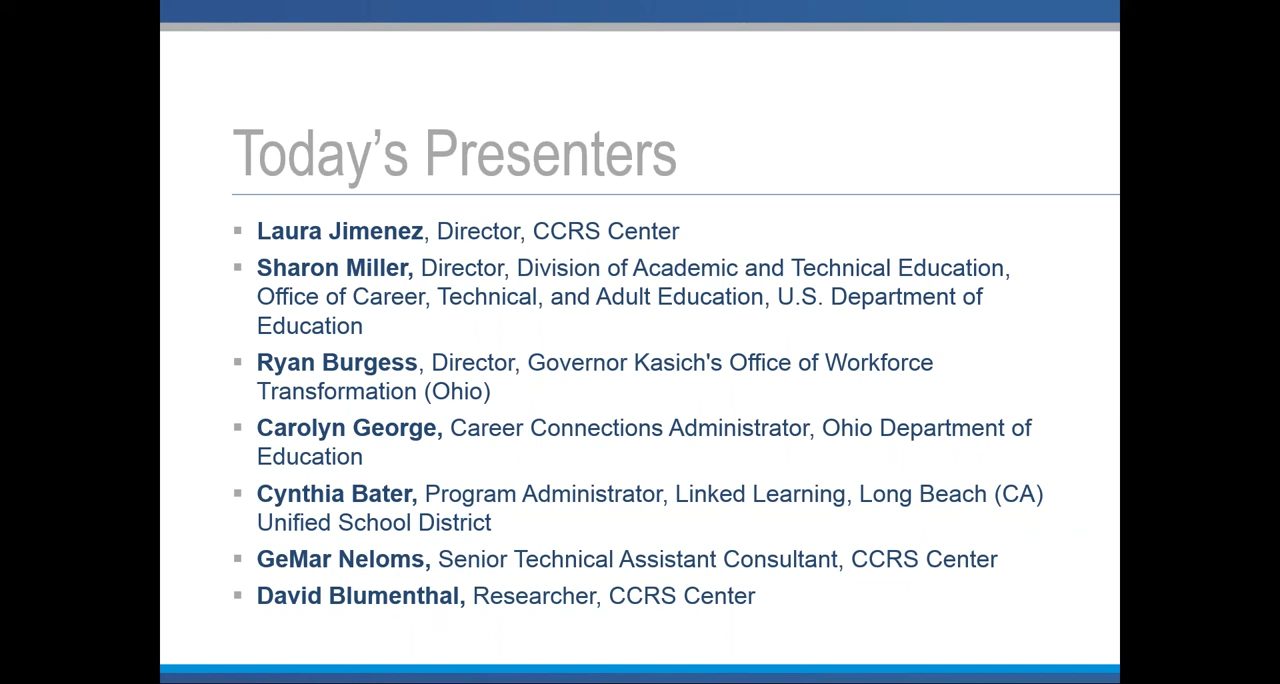 Today’s Presenters
▪ Laura Jimenez, Director, CCRS Center
▪ Sharon Miller, Director, Division of Academic and Technical Education,
Office of Career, Technical, and Adult Education, U.S. Department of
Education
▪ Ryan Burgess, Director, Governor Kasich's Office of Workforce
Transformation (Ohio)
▪ Carolyn George, Career Connections Administrator, Ohio Department of
Education
▪ Cynthia Bater, Program Administrator, Linked Learning, Long Beach (CA)
Unified School District
▪ GeMar Neloms, Senior Technical Assistant Consultant, CCRS Center
▪ David Blumenthal, Researcher, CCRS Center